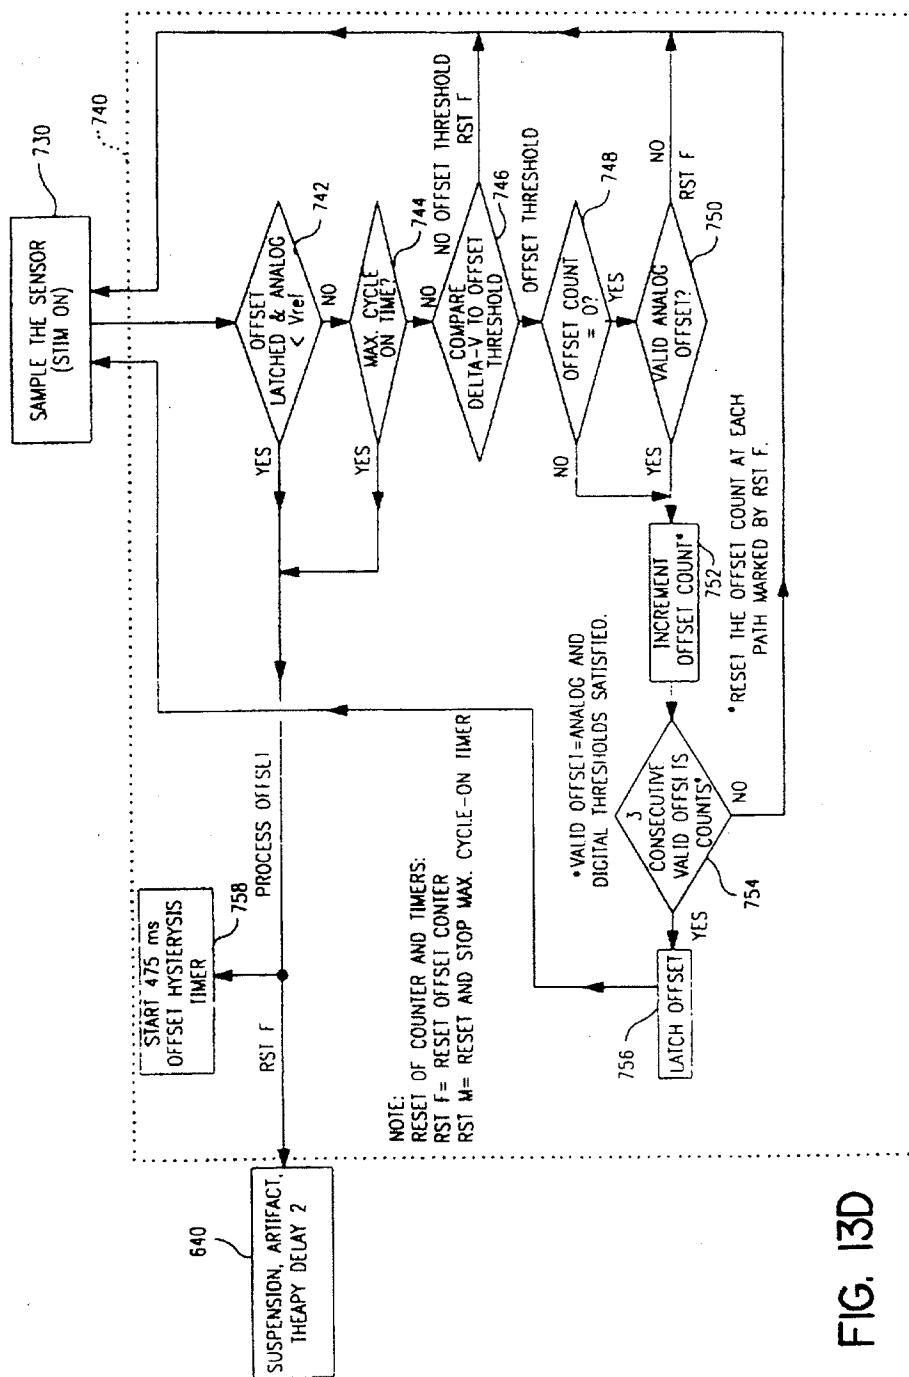 730
SAMPLE THE SENSOR
(STIM ON)
740
OFFSET
LATCHED & ANALOG
< Vref
742
YES
NO
MAX. CYCLE
ON TIME?
744
YES
NO
COMPARE
DELTA-V TO OFFSET
THRESHOLD
746
NO OFFSET THRESHOLD
RST F
OFFSET THRESHOLD
OFFSET COUNT
= 0?
748
NO
YES
VALID ANALOG
OFFSET?
750
YES
NO
RST F
INCREMENT
OFFSET COUNT*
752
3
CONSECUTIVE
VALID OFFSETS
COUNTS*
754
NO
YES
LATCH OFFSET
756
*VALID OFFSET=ANALOG AND
DIGITAL THRESHOLDS SATISFIED.
*RESET THE OFFSET COUNT AT EACH
PATH MARKED BY RST F.
PROCESS OFFSET
START 475 ms
OFFSET HYSTERYSIS
TIMER
758
RST F
NOTE:
RESET OF COUNTER AND TIMERS:
RST F= RESET OFFSET CONTER
RST M= RESET AND STOP MAX. CYCLE-ON TIMER
640
SUSPENSION, ARTIFACT,
THEAPY DELAY 2
FIG. 13D